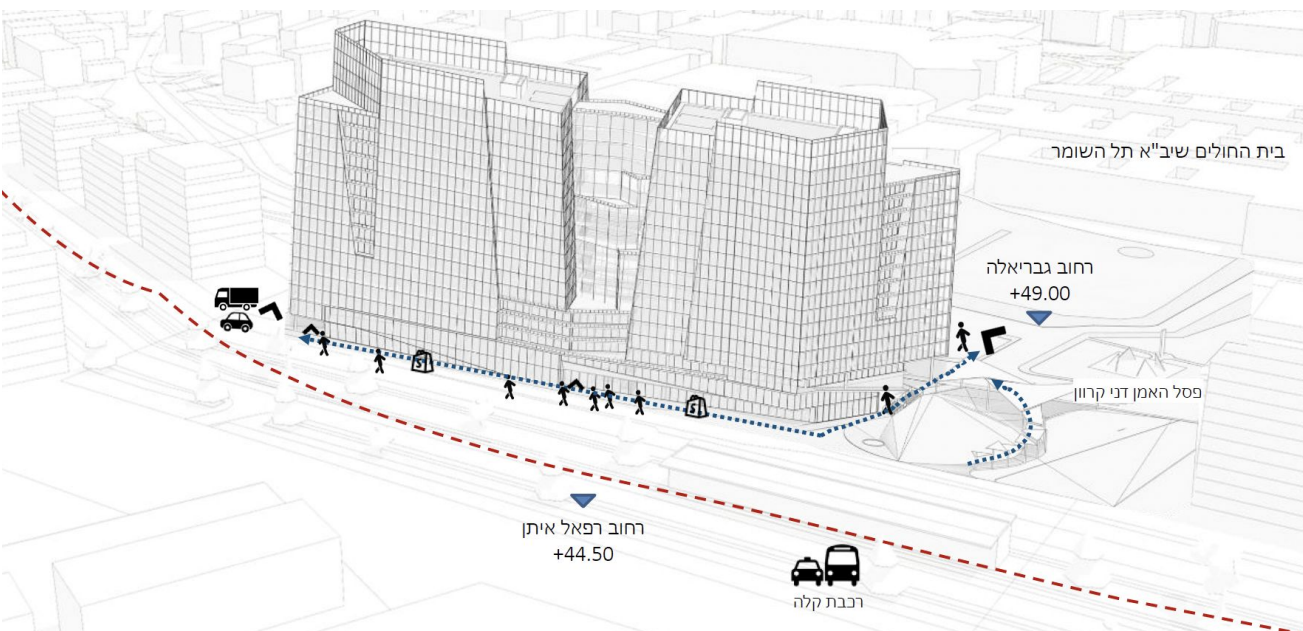 בית החולים שיב"א תל השומר
רחוב גבריאלה
+49.00
פסל האמן דני קרוון
רחוב רפאל איתן
+44.50
רכבת קלה